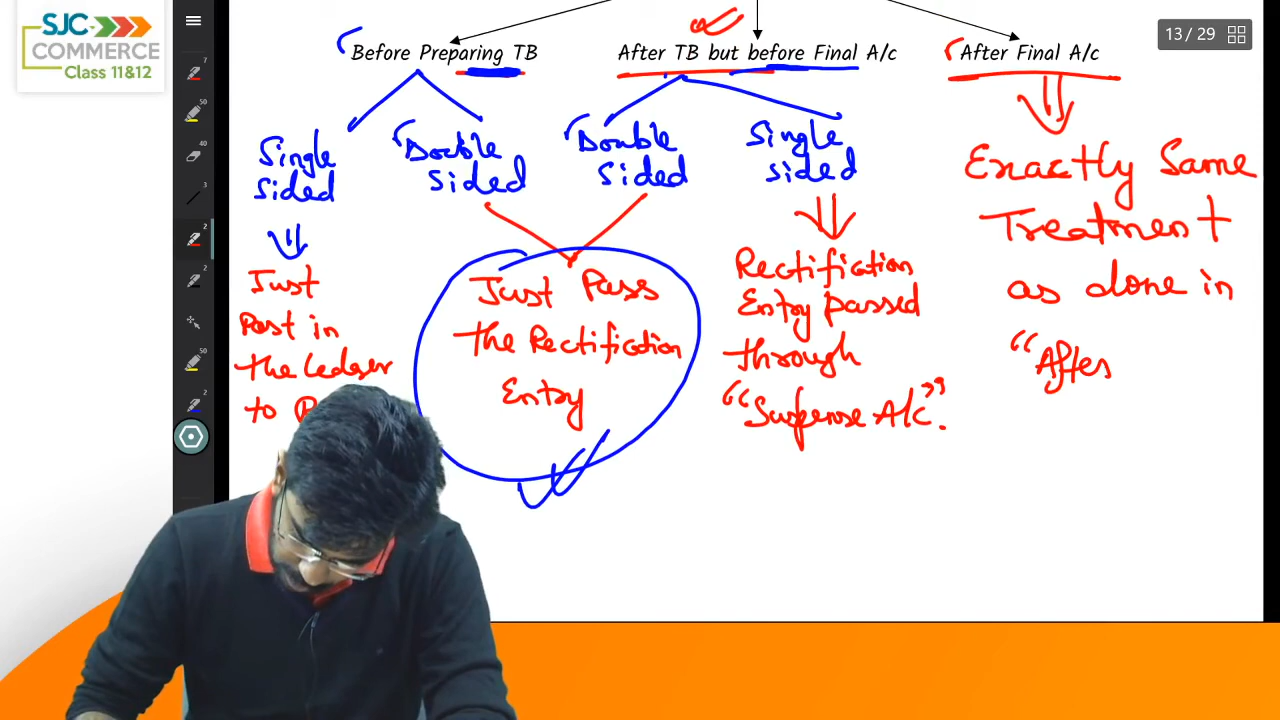 SJC
COMMERCE
Class 11&12
13 / 29
Before Preparing TB
After TB but before Final A/c
After Final A/c
Single
Sided
Double
Sided
Double
Sided
Single
sided
Just
Post in
the Ledger
to
Just Pass
the Rectification
Entry
Rectification
Entry passed
through
"Suspense A/c".
Exactly Same
Treatment
as done in
"After